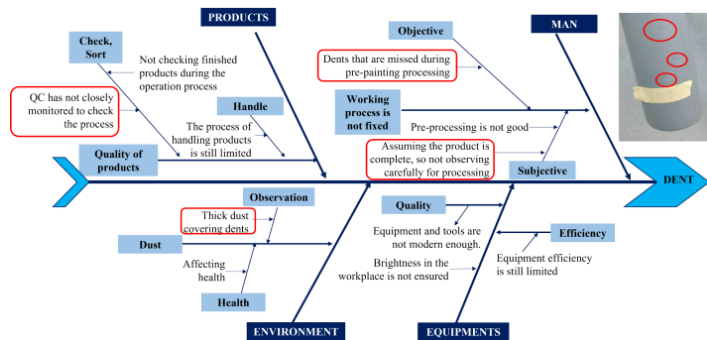 PRODUCTS
MAN
Check,
Sort
Objective
Not checking finished
products during the
operation process
Dents that are missed during
pre-painting processing
QC has not closely
monitored to check
the process
Handle
Working
process is
not fixed
The process of
handling products
is still limited
Pre-processing is not good
Quality of
products
Assuming the product is
complete, so not observing
carefully for processing
Subjective
DENT
Observation
Quality
Thick dust
covering dents
Equipment and tools are
not modern enough.
Efficiency
Dust
Affecting
health
Brightness in the
workplace is not ensured
Equipment efficiency
is still limited
Health
ENVIRONMENT
EQUIPMENTS